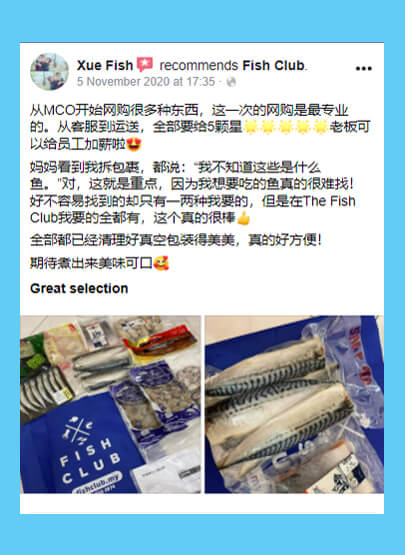 Xue Fish recommends Fish Club.
5 November 2020 at 17:35 ·
从MCO开始网购很多种东西，这一次的网购是最专业
的。从客服到运送，全部要给5颗星🌟🌟🌟🌟🌟老板可
以给员工加薪啦😍
妈妈看到我拆包裹，都说：“我不知道这些是什么
鱼。”对，这就是重点，因为我想要吃的鱼真的很难找！
好不容易找到的却只有一两种我要的，但是在The Fish
Club我要的全都有，这个真的很棒👍
全部都已经清理好真空包装得美美，真的好方便！
期待煮出来美味可口🥰
Great selection
FISH
CLUB
fishclub.my